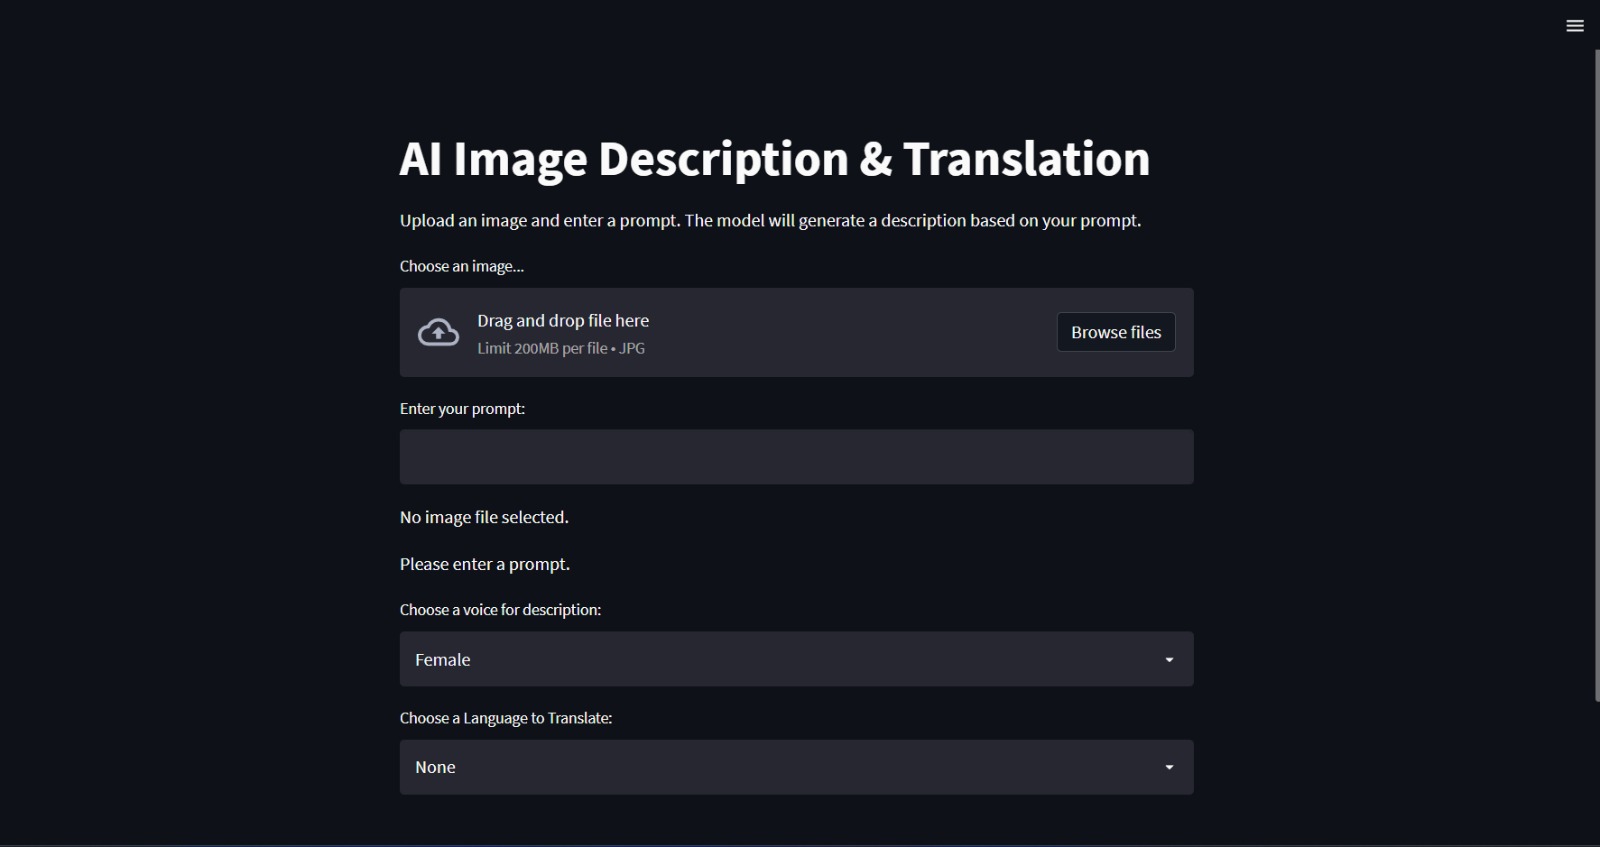 AI Image Description & Translation
Upload an image and enter a prompt. The model will generate a description based on your prompt.
Choose an image...
Drag and drop file here
Limit 200MB per file • JPG
Browse files
Enter your prompt:
No image file selected.
Please enter a prompt.
Choose a voice for description:
Female
Choose a Language to Translate:
None